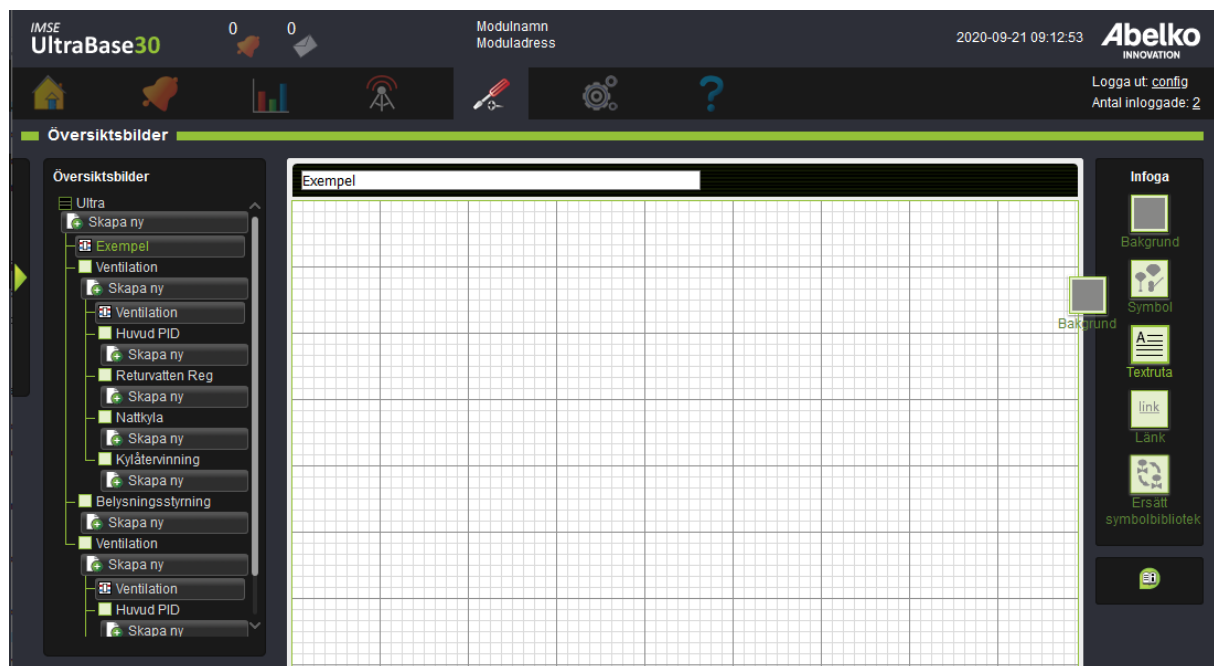 IMSE
UltraBase30
0
0
Modulnamn
Moduladress
2020-09-21 09:12:53
Abelko
INNOVATION
Logga ut: config
Antal inloggade: 2
Översiktsbilder
Översiktsbilder
Ultra
Skapa ny
Exempel
Ventilation
Skapa ny
Ventilation
Huvud PID
Skapa ny
Returvatten Reg
Skapa ny
Nattkyla
Skapa ny
Kylåtervinning
Skapa ny
Belysningsstyrning
Skapa ny
Ventilation
Skapa ny
Ventilation
Huvud PID
Skapa ny
Exempel
Bakgrund
Infoga
Bakgrund
Symbol
A
Textruta
link
Länk
Ersätt
symbolbibliotek